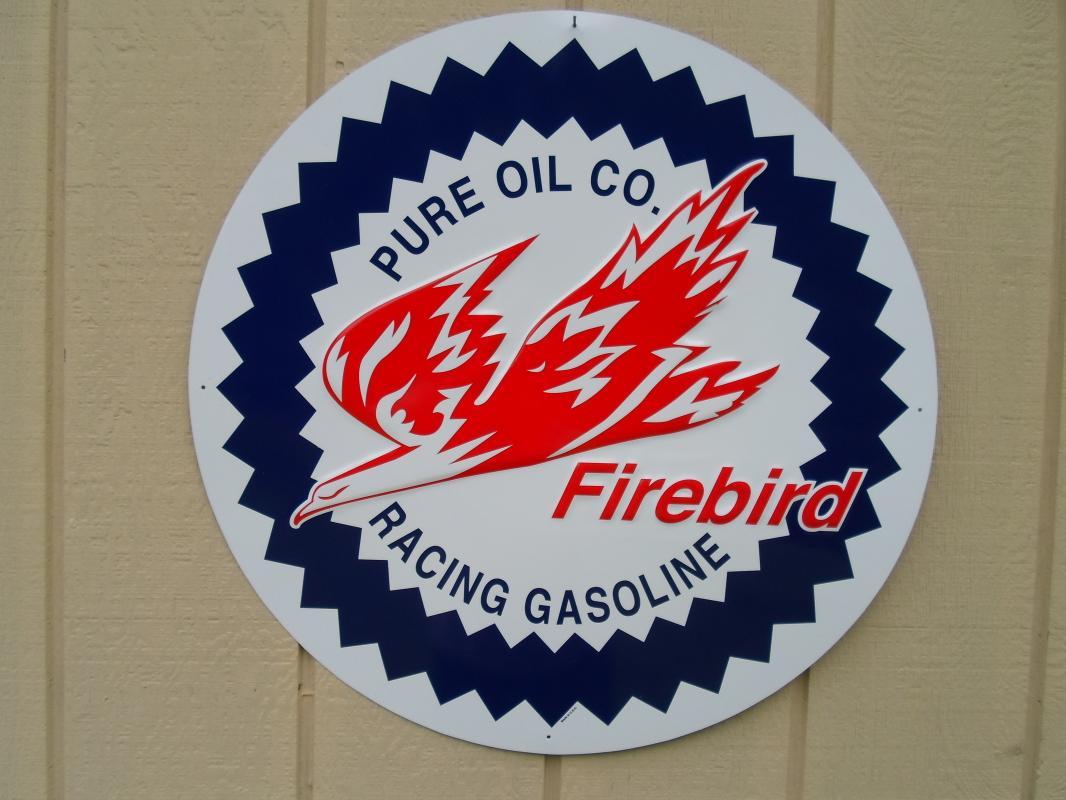 PURE OIL CO.
Firebird
RACING GASOLINE